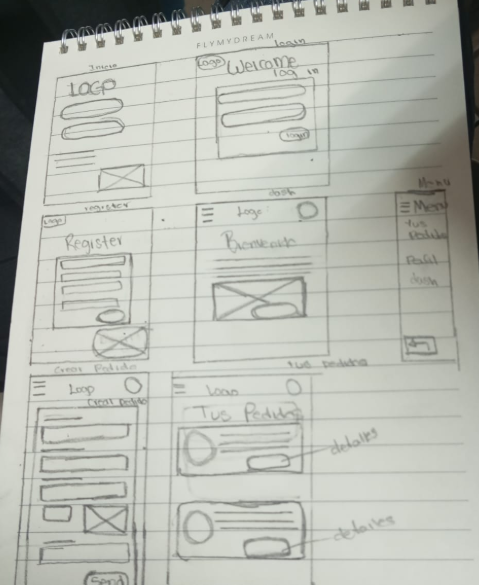 FLYMYDREAM
Inicio
LOGO
login
Logo
Welcome
log in
register
Logo
Register
dash
Logo
Bienvenido
Menu
Menu
tus
Pedidos
Perfil
dash
Crear Pedido
Logo
Crear Pedido
Send
tus pedidos
Logo
Tus Pedidos
detalles
detalles